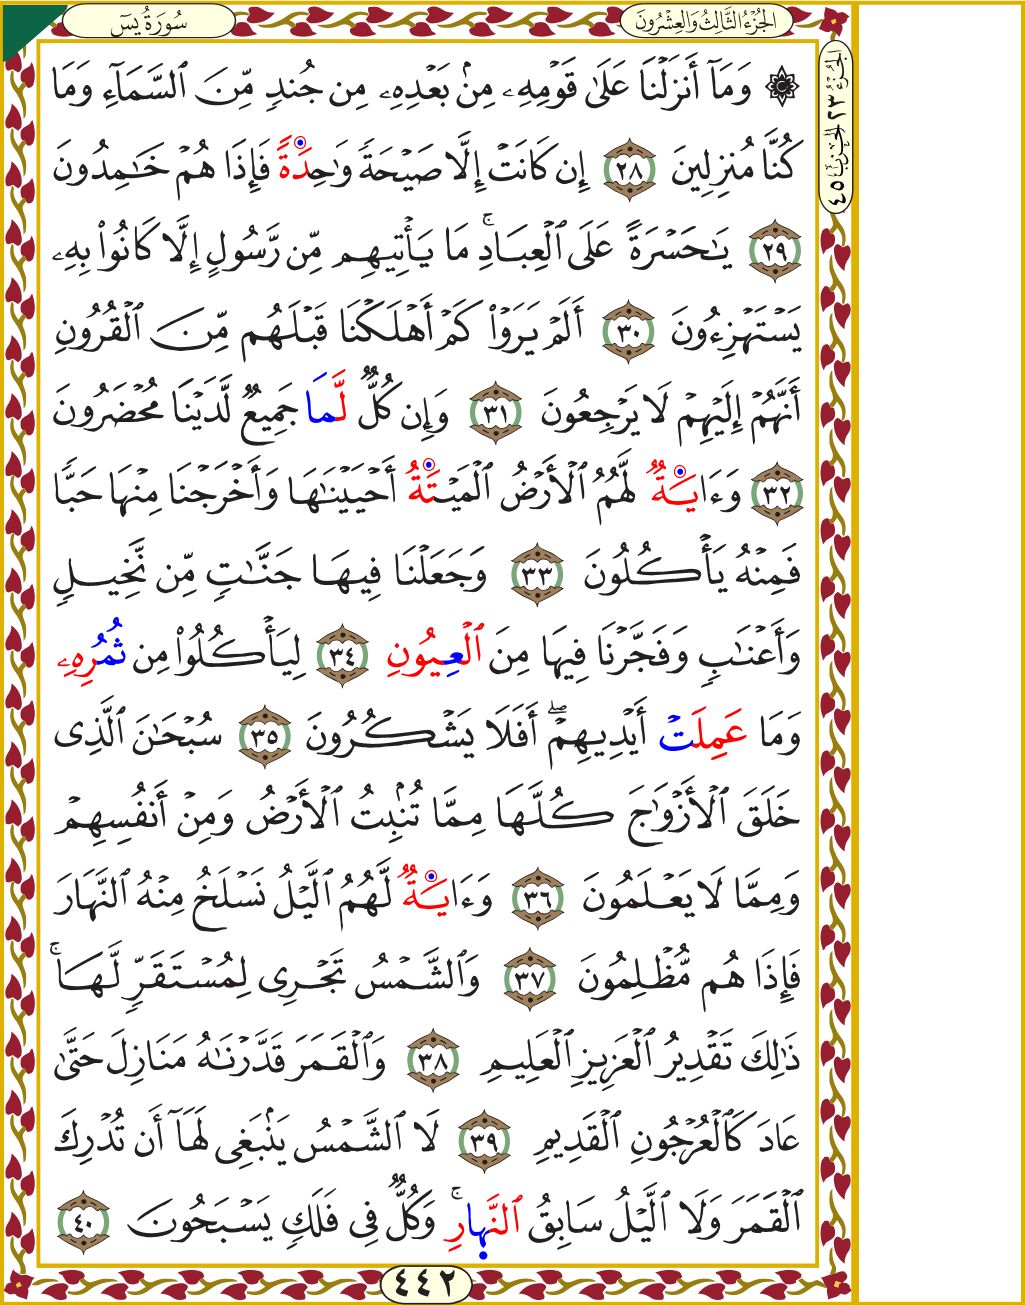 الجُزْءُ الثَّالِثُ وَالعِشْرُونَ
سُورَةُ يسٓ
۞ وَمَآ أَنزَلۡنَا عَلَىٰ قَوۡمِهِۦ مِنۢ بَعۡدِهِۦ مِن جُندٖ مِّنَ ٱلسَّمَآءِ وَمَا
كُنَّا مُنزِلِينَ ٢٨ إِن كَانَتۡ إِلَّا صَيۡحَةٗ وَٰحِدَةٗ فَإِذَا هُمۡ خَٰمِدُونَ
٢٩ يَٰحَسۡرَةً عَلَى ٱلۡعِبَادِۚ مَا يَأۡتِيهِم مِّن رَّسُولٍ إِلَّا كَانُواْ بِهِۦ
يَسۡتَهۡزِءُونَ ٣٠ أَلَمۡ يَرَوۡاْ كَمۡ أَهۡلَكۡنَا قَبۡلَهُم مِّنَ ٱلۡقُرُونِ
أَنَّهُمۡ إِلَيۡهِمۡ لَا يَرۡجِعُونَ ٣١ وَإِن كُلّٞ لَّمَا جَمِيعٞ لَّدَيۡنَا مُحۡضَرُونَ
٣٢ وَءَايَةٞ لَّهُمُ ٱلۡأَرۡضُ ٱلۡمَيۡتَةُ أَحۡيَيۡنَٰهَا وَأَخۡرَجۡنَا مِنۡهَا حَبّٗا
فَمِنۡهُ يَأۡكُلُونَ ٣٣ وَجَعَلۡنَا فِيهَا جَنَّٰتٖ مِّن نَّخِيلٖ
وَأَعۡنَٰبٖ وَفَجَّرۡنَا فِيهَا مِنَ ٱلۡعِيُونِ ٣٤ لِيَأۡكُلُواْ مِن ثُمُرِهِۦ
وَمَا عَمِلَتۡ أَيۡدِيهِمۡۖ أَفَلَا يَشۡكُرُونَ ٣٥ سُبۡحَٰنَ ٱلَّذِي
خَلَقَ ٱلۡأَزۡوَٰجَ كُلَّهَا مِمَّا تُنۢبِتُ ٱلۡأَرۡضُ وَمِنۡ أَنفُسِهِمۡ
وَمِمَّا لَا يَعۡلَمُونَ ٣٦ وَءَايَةٞ لَّهُمُ ٱلَّيۡلُ نَسۡلَخُ مِنۡهُ ٱلنَّهَارَ
فَإِذَا هُم مُّظۡلِمُونَ ٣٧ وَٱلشَّمۡسُ تَجۡرِي لِمُسۡتَقَرّٖ لَّهَاۚ
ذَٰلِكَ تَقۡدِيرُ ٱلۡعَزِيزِ ٱلۡعَلِيمِ ٣٨ وَٱلۡقَمَرَ قَدَّرۡنَٰهُ مَنَازِلَ حَتَّىٰ
عَادَ كَٱلۡعُرۡجُونِ ٱلۡقَدِيمِ ٣٩ لَا ٱلشَّمۡسُ يَنۢبَغِي لَهَآ أَن تُدۡرِكَ
ٱلۡقَمَرَ وَلَا ٱلَّيۡلُ سَابِقُ ٱلنَّهَارِۚ وَكُلّٞ فِي فَلَكٖ يَسۡبَحُونَ ٤٠
٤٤٢
الجزء ٢٣ الحزب ٤٥